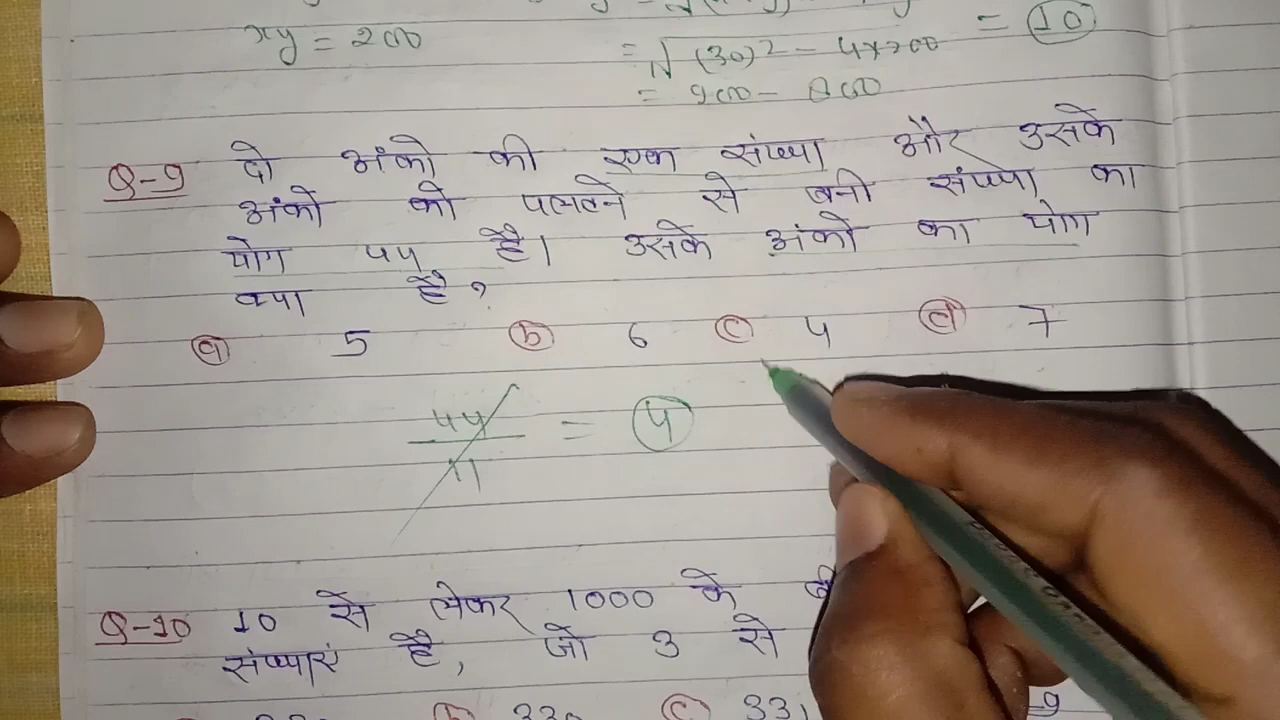 xy = 200
= √(30)² - 4×200 = 10
= 900 - 800
Q-9 दो अंको की एक संख्या और उसके
अंको को पलटने से बनी संख्या का
योग 44 है। उसके अंको का योग
क्या है ?
a 5 b 6 c 4 d 7
44
11 = 4
Q-10 10 से लेकर 1000 के
संख्याएं है, जो 3 से
b c 331